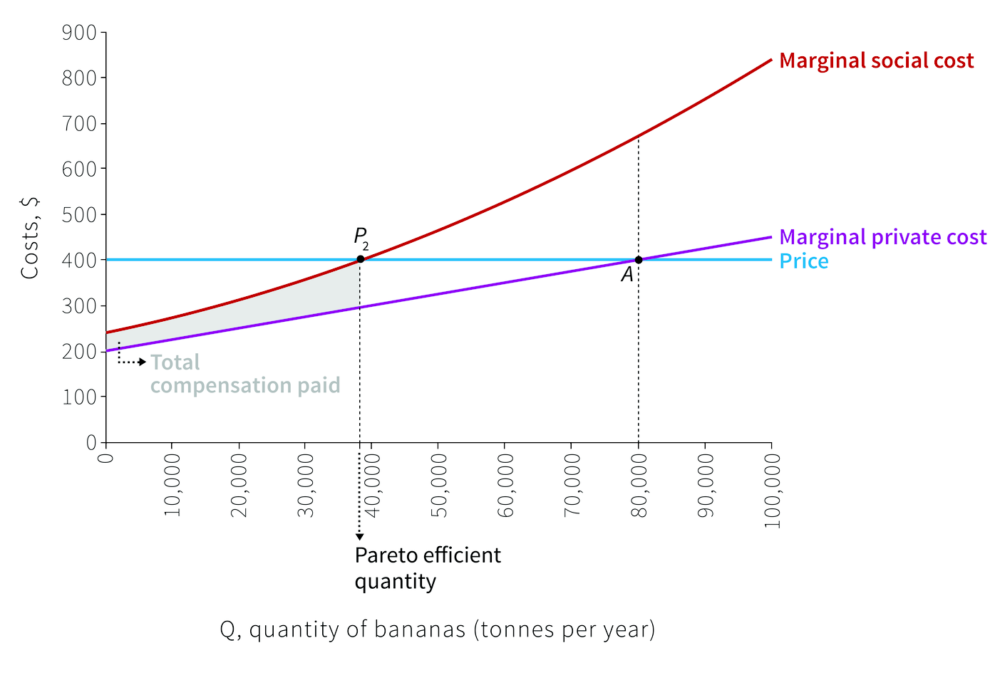 900
Marginal social cost
800
700
600
500
P2
Marginal private cost
400
Price
A
300
200
Total
compensation paid
100
0
Costs, $
0
10,000
20,000
30,000
40,000
50,000
60,000
70,000
80,000
90,000
100,000
Pareto efficient
quantity
Q, quantity of bananas (tonnes per year)